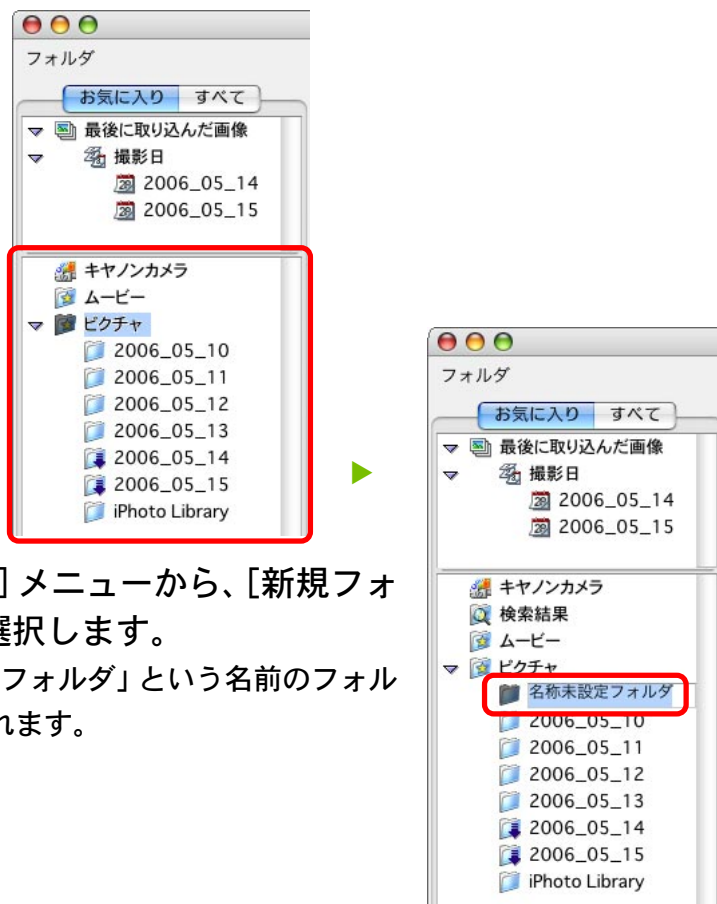 フォルダ
お気に入り すべて
最後に取り込んだ画像
撮影日
2006_05_14
2006_05_15
キヤノンカメラ
ムービー
ピクチャ
2006_05_10
2006_05_11
2006_05_12
2006_05_13
2006_05_14
2006_05_15
iPhoto Library
］メニューから、［新規フォ
選択します。
フォルダ」という名前のフォル
れます。
フォルダ
お気に入り すべて
最後に取り込んだ画像
撮影日
2006_05_14
2006_05_15
キヤノンカメラ
検索結果
ムービー
ピクチャ
名称未設定フォルダ
2006_05_10
2006_05_11
2006_05_12
2006_05_13
2006_05_14
2006_05_15
iPhoto Library